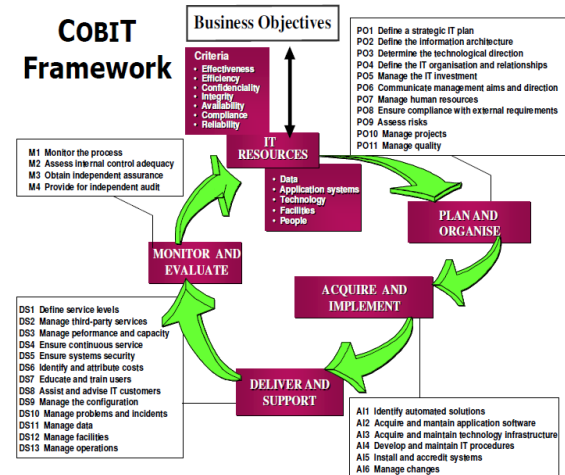 COBIT
Framework
Business Objectives
Criteria
• Effectiveness
• Efficiency
• Confidenciality
• Integrity
• Availability
• Compliance
• Reliability
IT
RESOURCES
• Data
• Application systems
• Technology
• Facilities
• People
PO1 Define a strategic IT plan
PO2 Define the information architecture
PO3 Determine the technological direction
PO4 Define the IT organisation and relationships
PO5 Manage the IT investment
PO6 Communicate management aims and direction
PO7 Manage human resources
PO8 Ensure compliance with external requirements
PO9 Assess risks
PO10 Manage projects
PO11 Manage quality
PLAN AND
ORGANISE
ACQUIRE AND
IMPLEMENT
AI1 Identify automated solutions
AI2 Acquire and mantain application software
AI3 Acquire and maintain technology infrastructure
AI4 Develop and maintain IT procedures
AI5 Install and accredit systems
AI6 Manage changes
DELIVER AND
SUPPORT
DS1 Define service levels
DS2 Manage third-party services
DS3 Manage peformance and capacity
DS4 Ensure continuous service
DS5 Ensure systems security
DS6 Identify and attribute costs
DS7 Educate and train users
DS8 Assist and advise IT customers
DS9 Manage the configuration
DS10 Manage problems and incidents
DS11 Manage data
DS12 Manage facilities
DS13 Manage operations
MONITOR AND
EVALUATE
M1 Monitor the process
M2 Assess internal control adequacy
M3 Obtain independent assurance
M4 Provide for independent audit